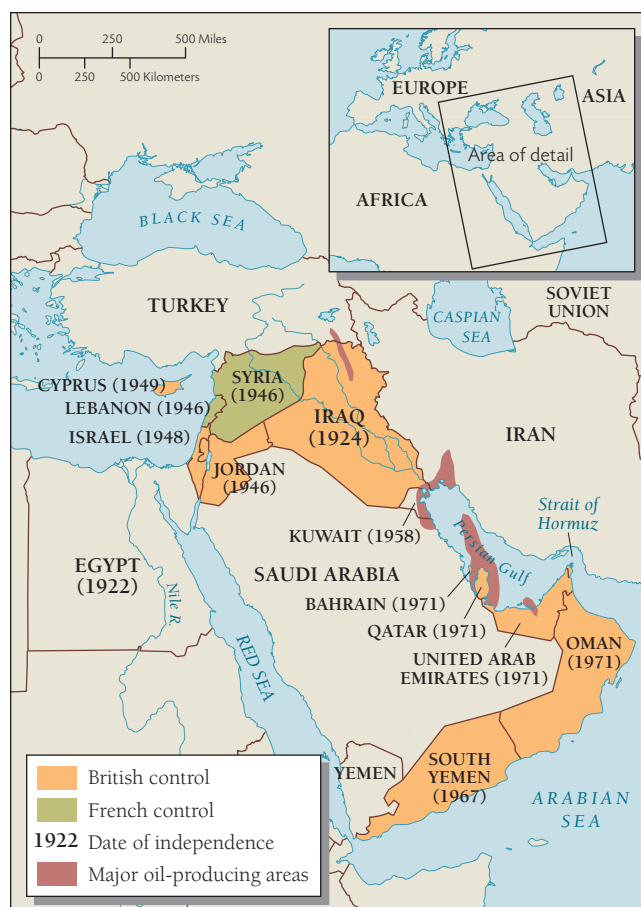 0 250 500 Miles
0 250 500 Kilometers
EUROPE
ASIA
Area of detail
AFRICA
BLACK SEA
TURKEY
CASPIAN
SEA
SOVIET
UNION
CYPRUS (1949)
LEBANON (1946)
ISRAEL (1948)
SYRIA
(1946)
IRAQ
(1924)
IRAN
JORDAN
(1946)
KUWAIT (1958)
Strait of
Hormuz
Persian Gulf
EGYPT
(1922)
Nile R.
SAUDI ARABIA
BAHRAIN (1971)
QATAR (1971)
UNITED ARAB
EMIRATES (1971)
OMAN
(1971)
RED SEA
YEMEN
SOUTH
YEMEN
(1967)
ARABIAN
SEA
British control
French control
1922 Date of independence
Major oil-producing areas